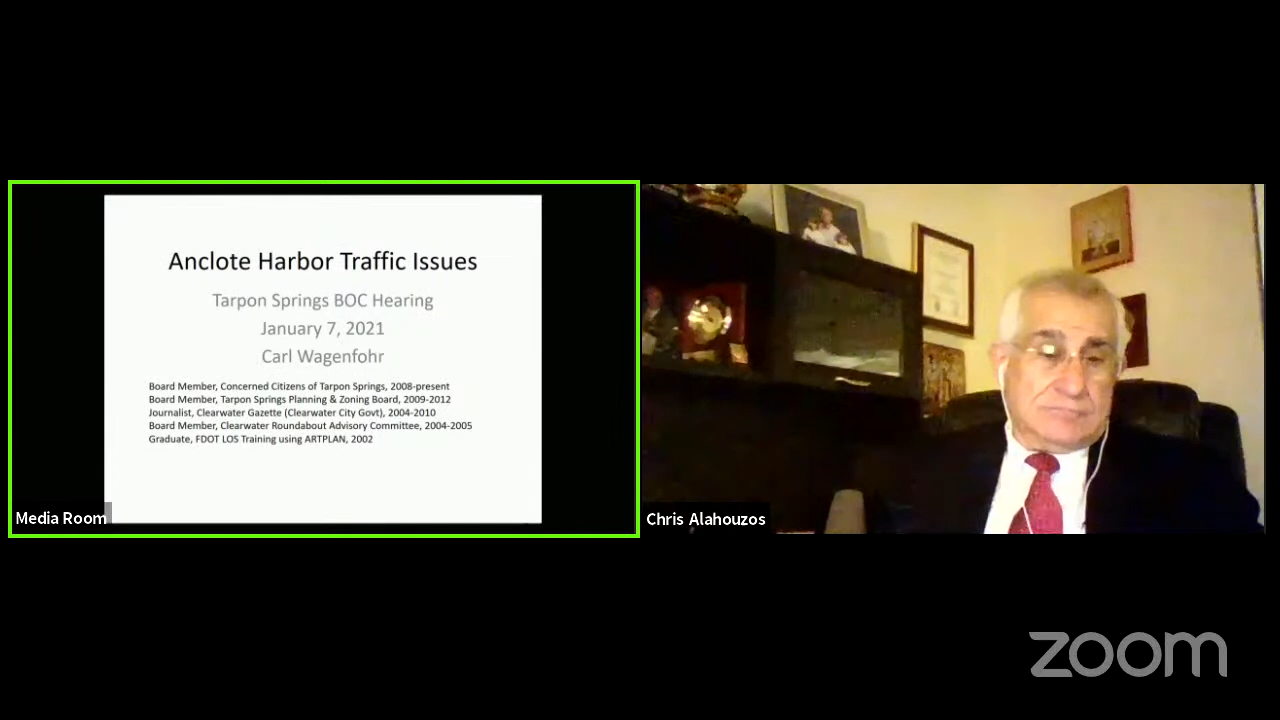 Anclote Harbor Traffic Issues
Tarpon Springs BOC Hearing
January 7, 2021
Carl Wagenfohr
Board Member, Concerned Citizens of Tarpon Springs, 2008-present
Board Member, Tarpon Springs Planning & Zoning Board, 2009-2012
Journalist, Clearwater Gazette (Clearwater City Govt), 2004-2010
Board Member, Clearwater Roundabout Advisory Committee, 2004-2005
Graduate, FDOT LOS Training using ARTPLAN, 2002
Media Room
Chris Alahouzos
zoom